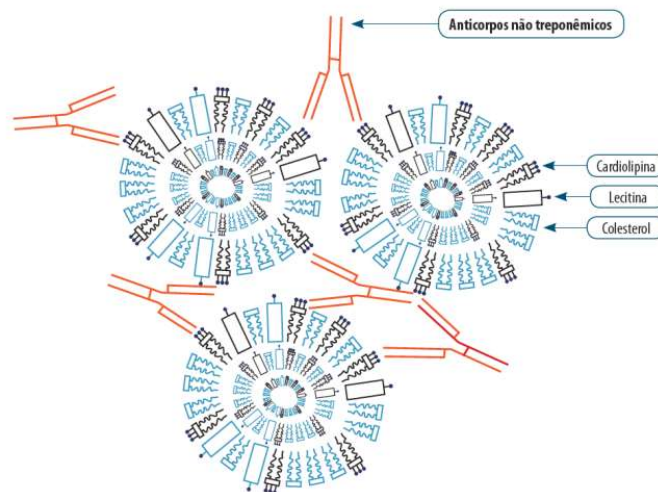 Anticorpos não treponêmicos
Cardiolipina
Lecitina
Colesterol